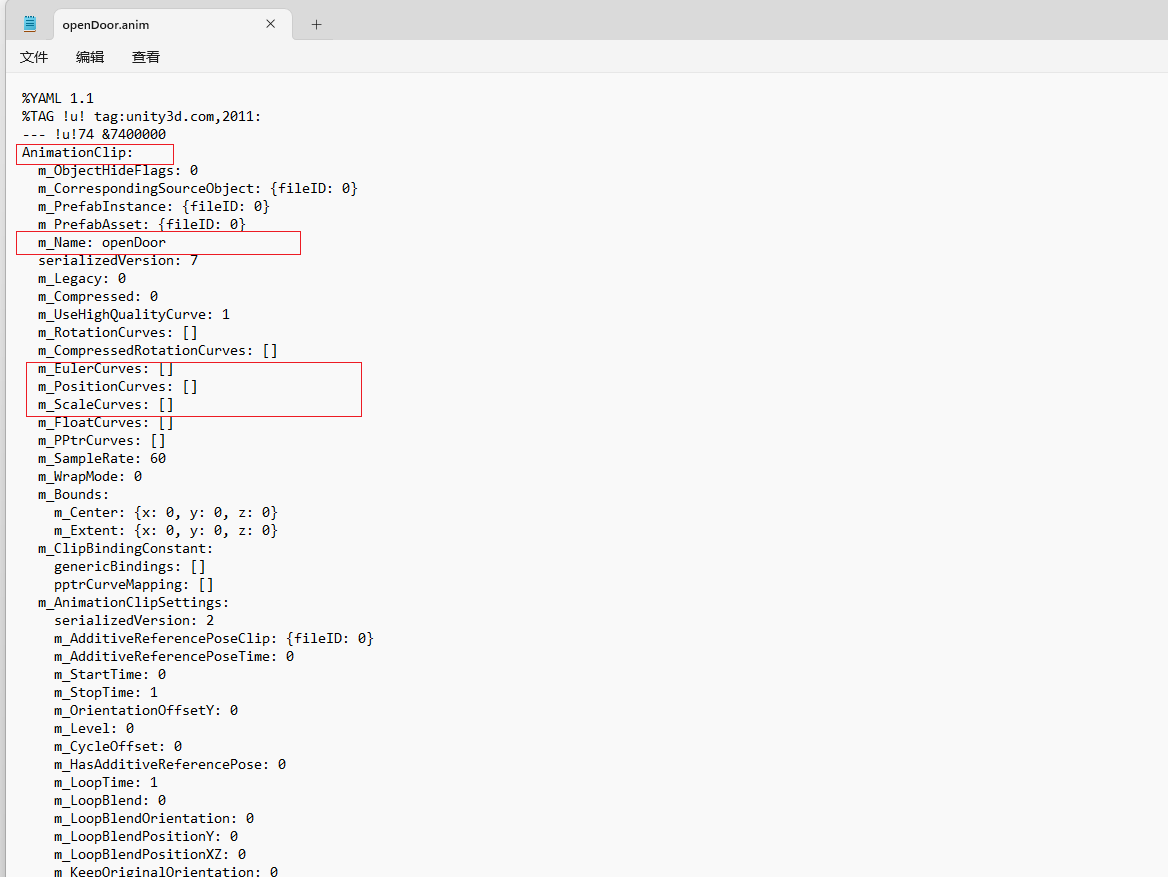 openDoor.anim
文件 编辑 查看
%YAML 1.1
%TAG !u! tag:unity3d.com,2011:
--- !u!74 &7400000
AnimationClip:
  m_ObjectHideFlags: 0
  m_CorrespondingSourceObject: {fileID: 0}
  m_PrefabInstance: {fileID: 0}
  m_PrefabAsset: {fileID: 0}
  m_Name: openDoor
  serializedVersion: 7
  m_Legacy: 0
  m_Compressed: 0
  m_UseHighQualityCurve: 1
  m_RotationCurves: []
  m_CompressedRotationCurves: []
  m_EulerCurves: []
  m_PositionCurves: []
  m_ScaleCurves: []
  m_FloatCurves: []
  m_PPtrCurves: []
  m_SampleRate: 60
  m_WrapMode: 0
  m_Bounds:
    m_Center: {x: 0, y: 0, z: 0}
    m_Extent: {x: 0, y: 0, z: 0}
  m_ClipBindingConstant:
    genericBindings: []
    pptrCurveMapping: []
  m_AnimationClipSettings:
    serializedVersion: 2
    m_AdditiveReferencePoseClip: {fileID: 0}
    m_AdditiveReferencePoseTime: 0
    m_StartTime: 0
    m_StopTime: 1
    m_OrientationOffsetY: 0
    m_Level: 0
    m_CycleOffset: 0
    m_HasAdditiveReferencePose: 0
    m_LoopTime: 1
    m_LoopBlend: 0
    m_LoopBlendOrientation: 0
    m_LoopBlendPositionY: 0
    m_LoopBlendPositionXZ: 0
    m_KeepOriginalOrientation: 0